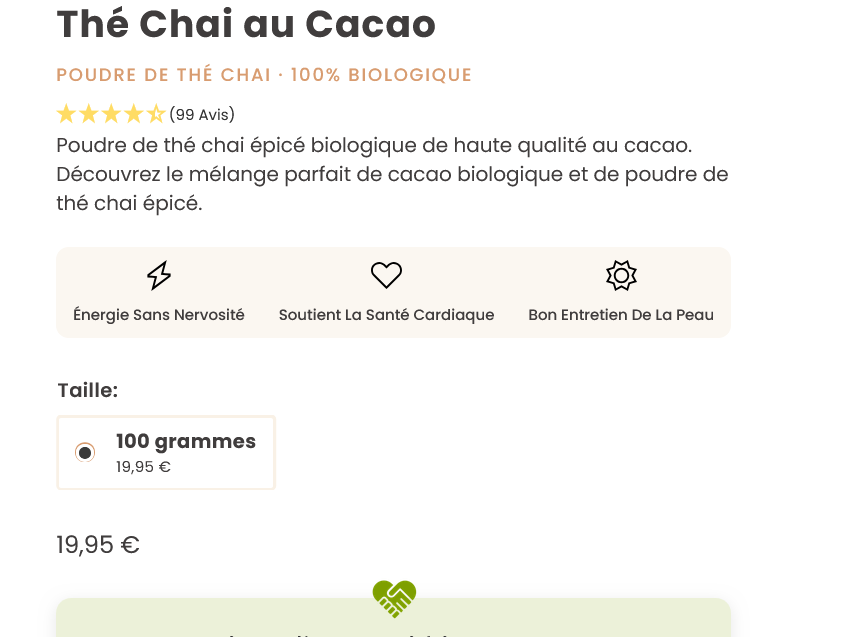 Thé Chai au Cacao
POUDRE DE THÉ CHAI · 100% BIOLOGIQUE
(99 Avis)
Poudre de thé chai épicé biologique de haute qualité au cacao.
Découvrez le mélange parfait de cacao biologique et de poudre de
thé chai épicé.
Énergie Sans Nervosité
Soutient La Santé Cardiaque
Bon Entretien De La Peau
Taille:
100 grammes
19,95 €
19,95 €